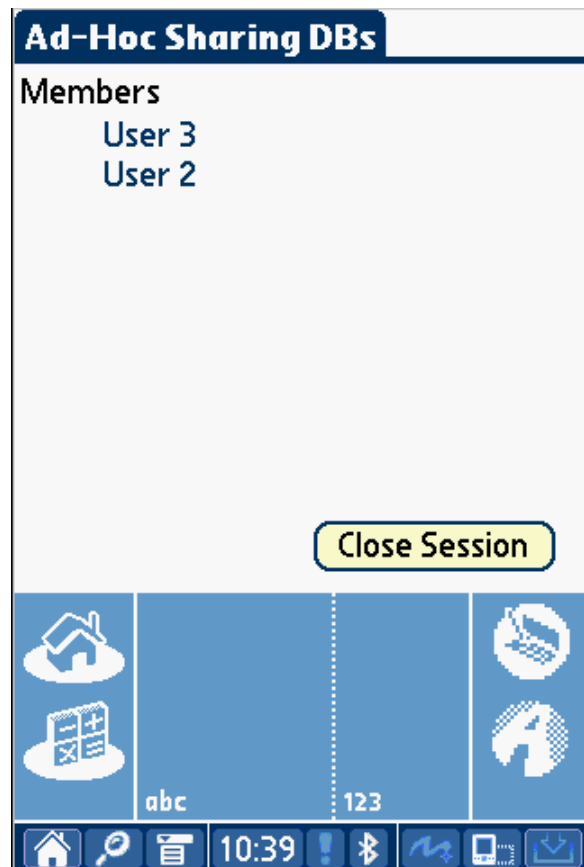 Ad-Hoc Sharing DBs
Members
User 3
User 2
Close Session
abc
123
10:39